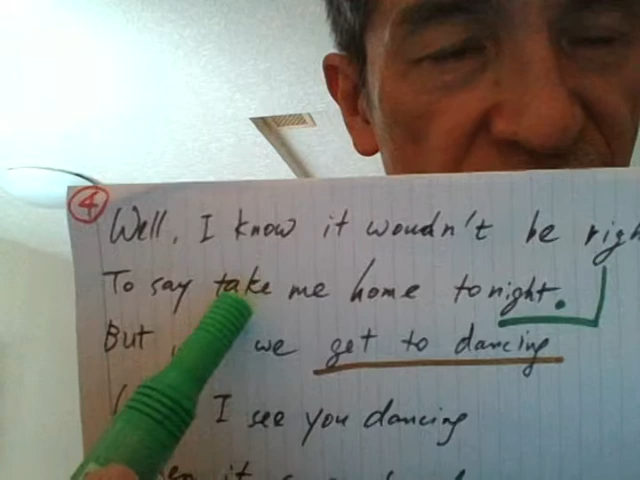 4
Well, I know it woudn't be righ
To say take me home tonight.
But we get to dancing
I see you dancing
it